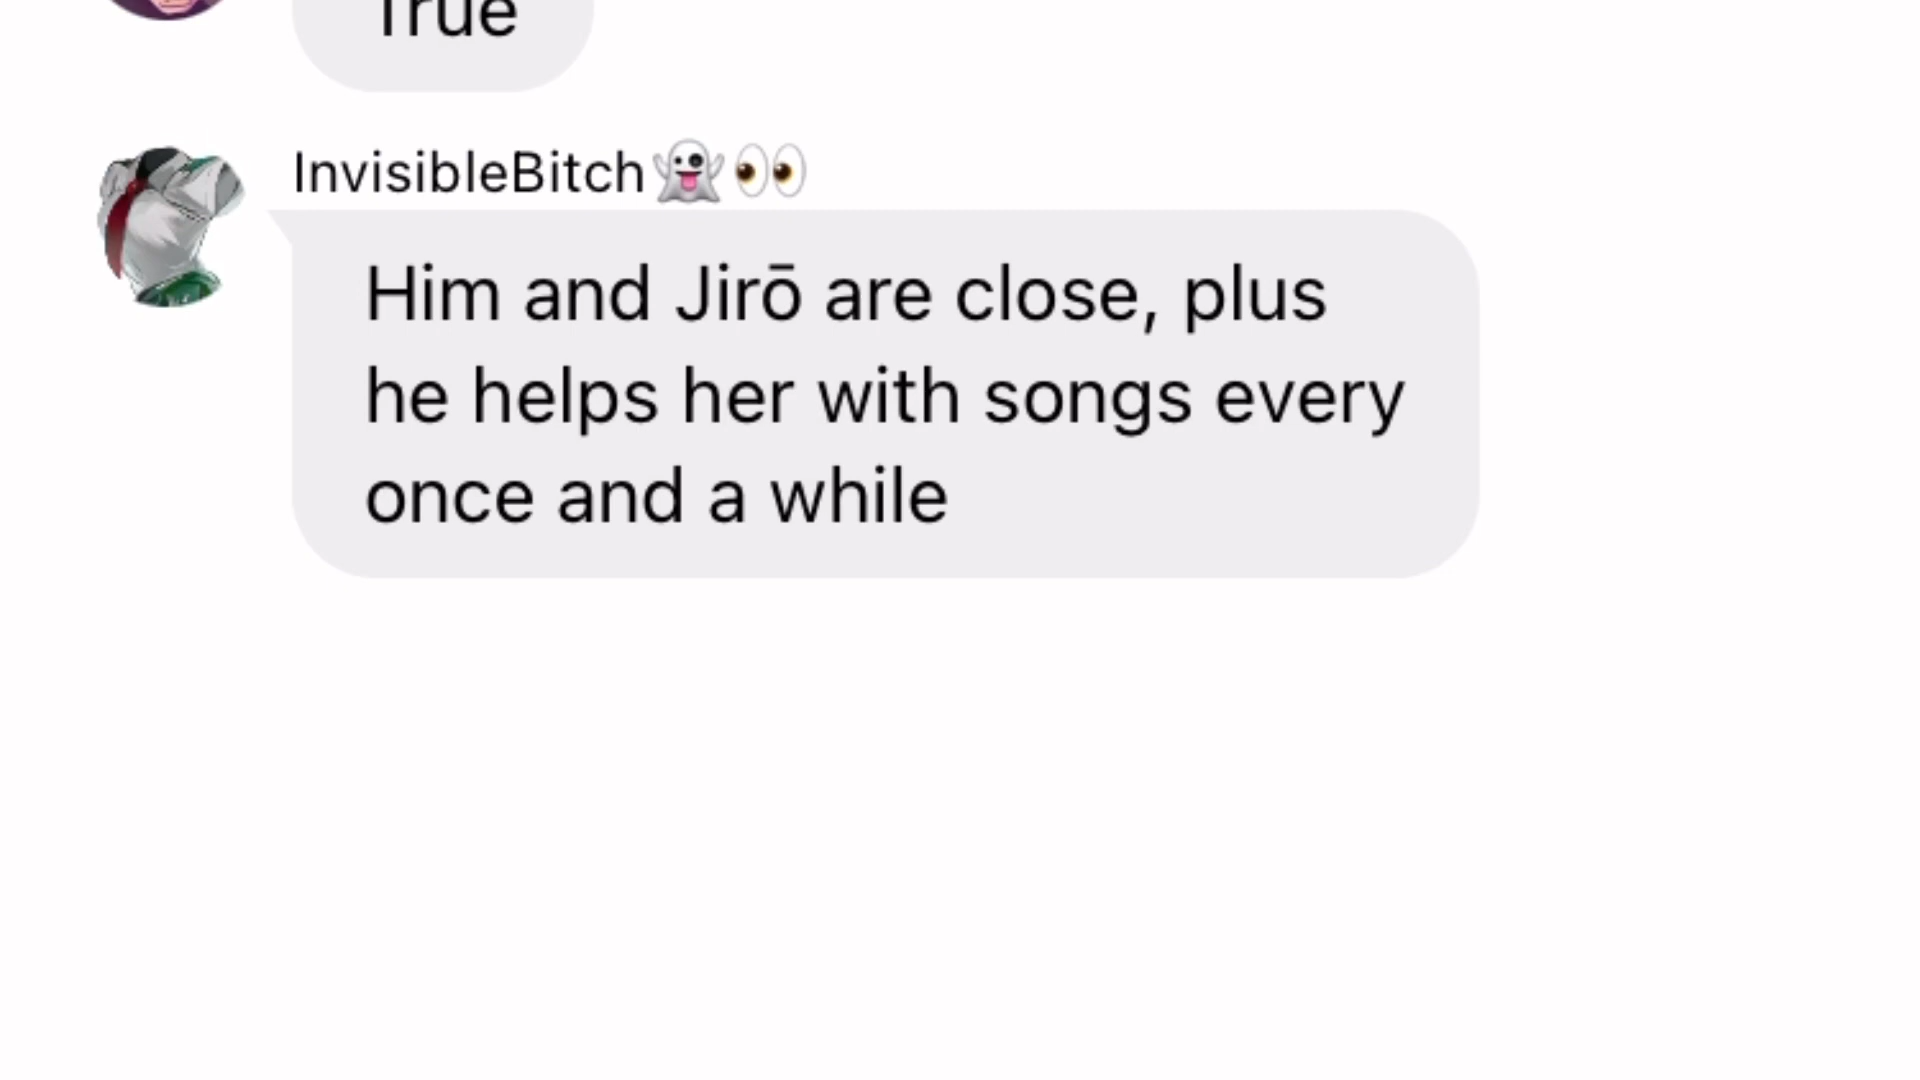 True
InvisibleBitch👻👀
Him and Jirō are close, plus
he helps her with songs every
once and a while